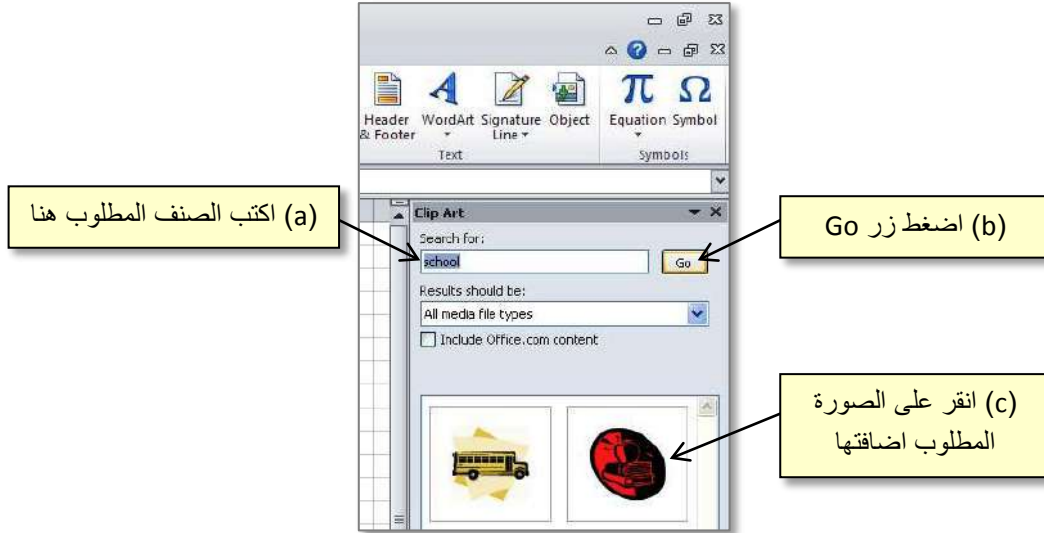 Header & Footer
WordArt
Signature Line
Object
Equation
Symbol
Text
Symbols
(a) اكتب الصنف المطلوب هنا
Clip Art
Search for:
school
Go
(b) اضغط زر Go
Results should be:
All media file types
Include Office.com content
(c) انقر على الصورة
المطلوب اضافتها